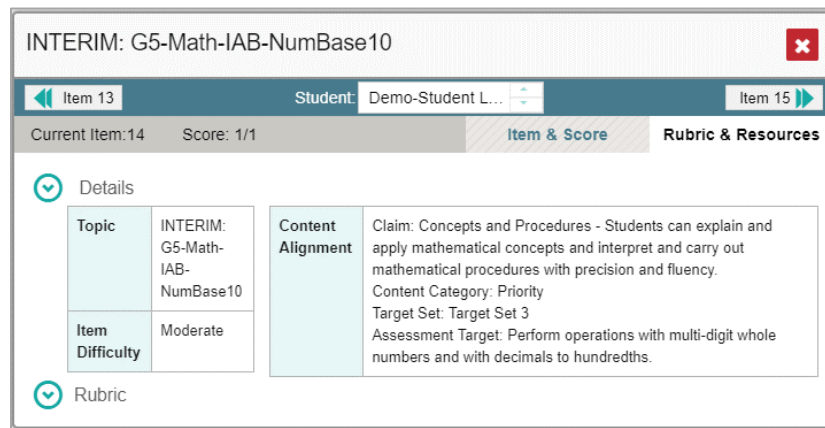 INTERIM: G5-Math-IAB-NumBase10
Item 13
Student:
Demo-Student L...
Item 15
Current Item:14
Score: 1/1
Item & Score
Rubric & Resources
Details
Topic
INTERIM:
G5-Math-
IAB-
NumBase10
Item
Difficulty
Moderate
Content
Alignment
Claim: Concepts and Procedures - Students can explain and
apply mathematical concepts and interpret and carry out
mathematical procedures with precision and fluency.
Content Category: Priority
Target Set: Target Set 3
Assessment Target: Perform operations with multi-digit whole
numbers and with decimals to hundredths.
Rubric